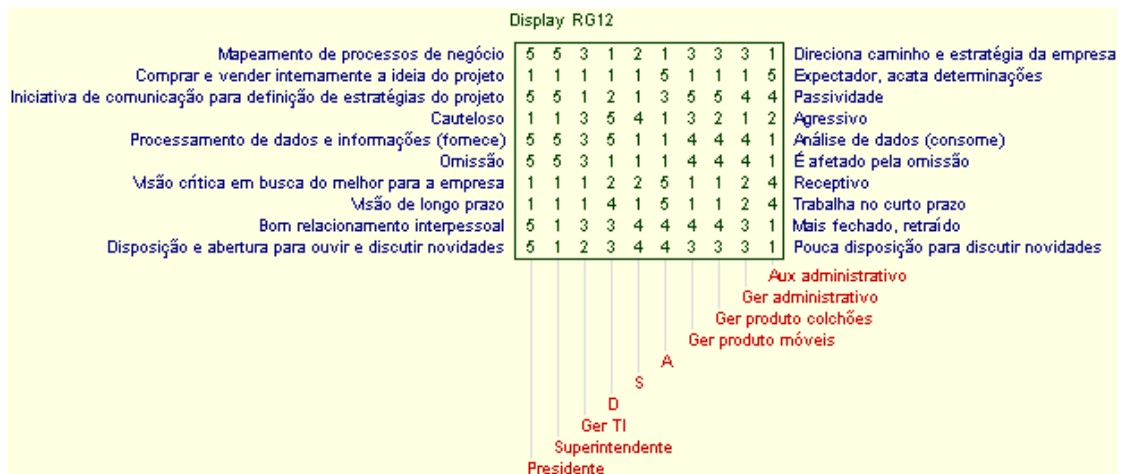 Display RG12
Mapeamento de processos de negócio 5 5 3 1 2 1 3 3 3 1 Direciona caminho e estratégia da empresa
Comprar e vender internamente a ideia do projeto 1 1 1 1 1 5 1 1 1 5 Expectador, acata determinações
Iniciativa de comunicação para definição de estratégias do projeto 5 5 1 2 1 3 5 5 4 4 Passividade
Cauteloso 1 1 3 5 4 1 3 2 1 2 Agressivo
Processamento de dados e informações (fornece) 5 5 3 5 1 1 4 4 4 1 Análise de dados (consome)
Omissão 5 5 3 1 1 1 4 4 4 1 É afetado pela omissão
Visão crítica em busca do melhor para a empresa 1 1 1 2 2 5 1 1 2 4 Receptivo
Visão de longo prazo 1 1 1 4 1 5 1 1 2 4 Trabalha no curto prazo
Bom relacionamento interpessoal 5 1 3 3 4 4 4 4 3 1 Mais fechado, retraído
Disposição e abertura para ouvir e discutir novidades 5 1 2 3 4 4 3 3 3 1 Pouca disposição para discutir novidades
Aux administrativo
Ger administrativo
Ger produto colchões
Ger produto móveis
A
S
D
Ger TI
Superintendente
Presidente